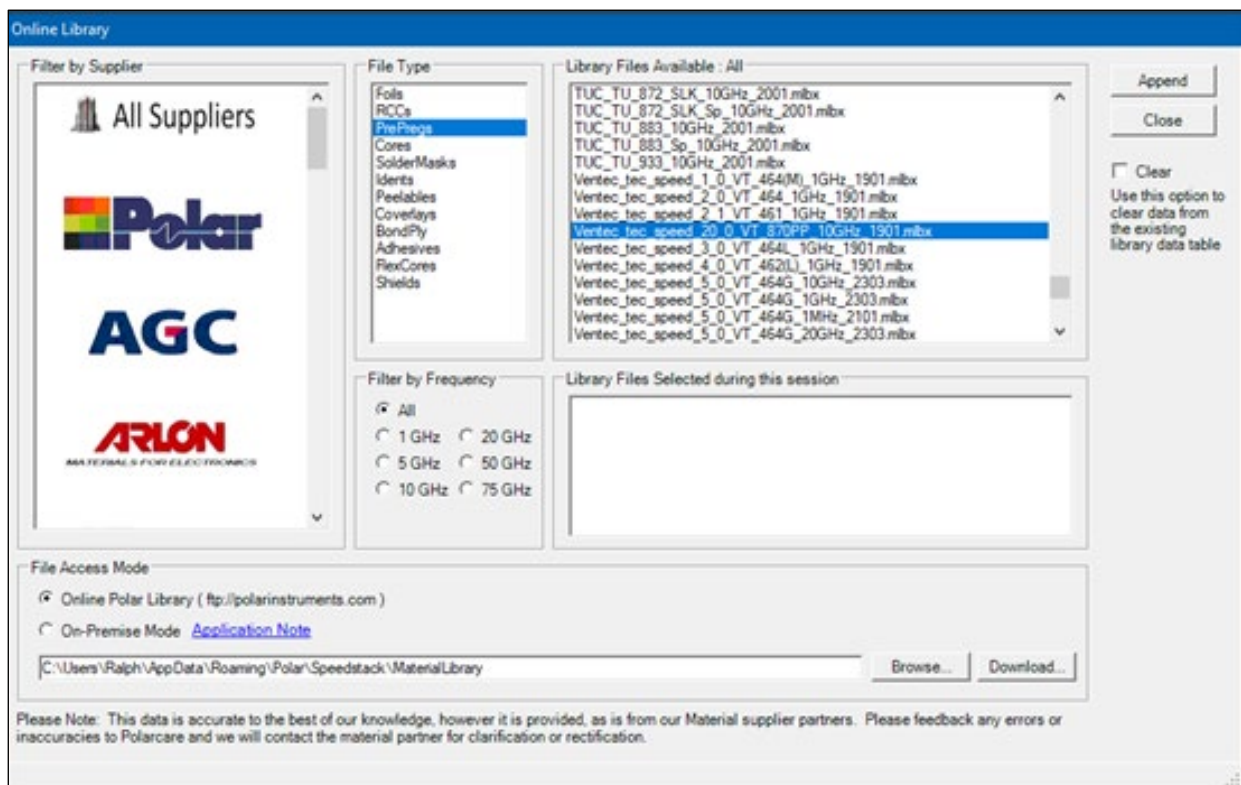 Online Library
Filter by Supplier
All Suppliers
Polar
AGC
ARLON
MATERIALS FOR ELECTRONICS
File Type
Foils
RCCs
PrePregs
Cores
SolderMasks
Idents
Peelables
Coverlays
BondPly
Adhesives
FlexCores
Shields
Library Files Available : All
TUC_TU_872_SLK_10GHz_2001.mlbx
TUC_TU_872_SLK_Sp_10GHz_2001.mlbx
TUC_TU_883_10GHz_2001.mlbx
TUC_TU_883_Sp_10GHz_2001.mlbx
TUC_TU_933_10GHz_2001.mlbx
Ventec_tec_speed_1_0_VT_464(M)_1GHz_1901.mlbx
Ventec_tec_speed_2_0_VT_464_1GHz_1901.mlbx
Ventec_tec_speed_2_1_VT_461_1GHz_1901.mlbx
Ventec_tec_speed_20_0_VT_870PP_10GHz_1901.mlbx
Ventec_tec_speed_3_0_VT_464L_1GHz_1901.mlbx
Ventec_tec_speed_4_0_VT_462(L)_1GHz_1901.mlbx
Ventec_tec_speed_5_0_VT_464G_10GHz_2303.mlbx
Ventec_tec_speed_5_0_VT_464G_1GHz_2303.mlbx
Ventec_tec_speed_5_0_VT_464G_1MHz_2101.mlbx
Ventec_tec_speed_5_0_VT_464G_20GHz_2303.mlbx
Append
Close
Clear
Use this option to
clear data from
the existing
library data table
Filter by Frequency
All
1 GHz 20 GHz
5 GHz 50 GHz
10 GHz 75 GHz
Library Files Selected during this session
File Access Mode
Online Polar Library ( ftp://polarinstruments.com )
On-Premise Mode Application Note
C:\Users\Ralph\AppData\Roaming\Polar\Speedstack\MaterialLibrary
Browse... Download...
Please Note: This data is accurate to the best of our knowledge, however it is provided, as is from our Material supplier partners. Please feedback any errors or
inaccuracies to Polarcare and we will contact the material partner for clarification or rectification.